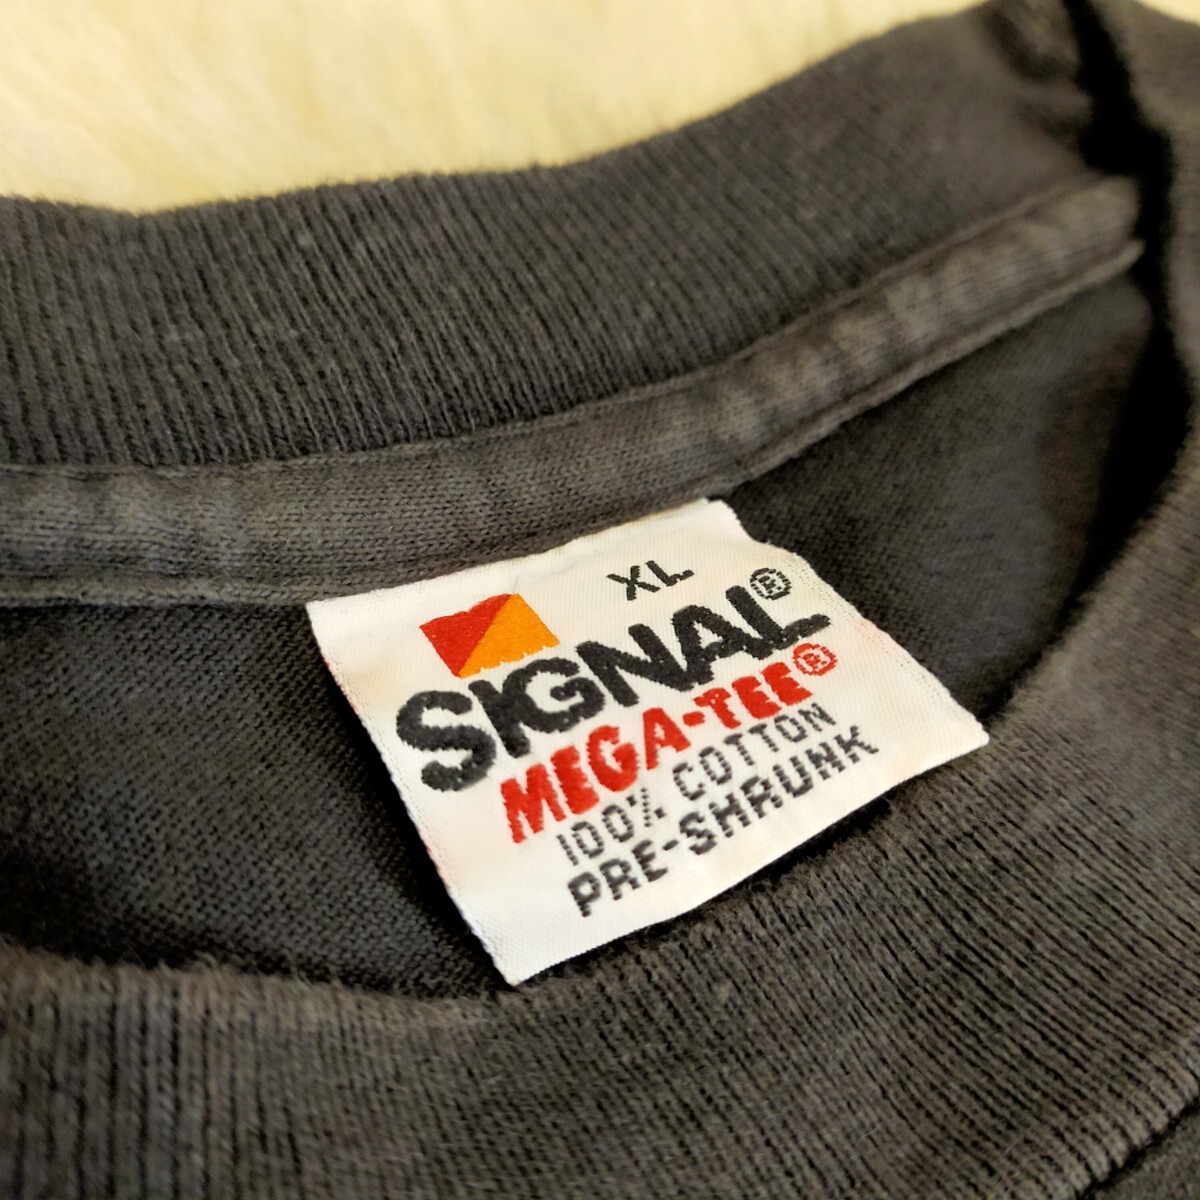 XL
SIGNAL®
MEGA-TEE®
100% COTTON
PRE-SHRUNK